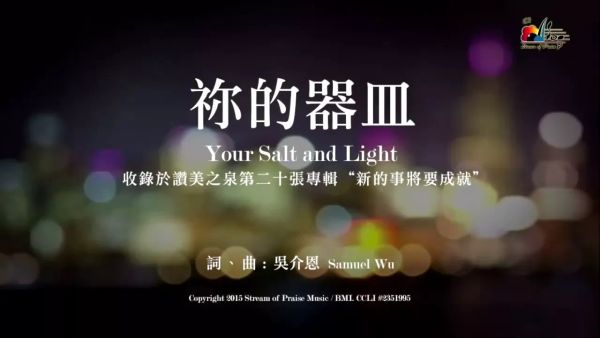 Stream of Praise
祢的器皿
Your Salt and Light
收錄於讚美之泉第二十張專輯“新的事將要成就”
詞、曲：吳介恩 Samuel Wu
Copyright 2015 Stream of Praise Music / BMI. CCLI #2351995